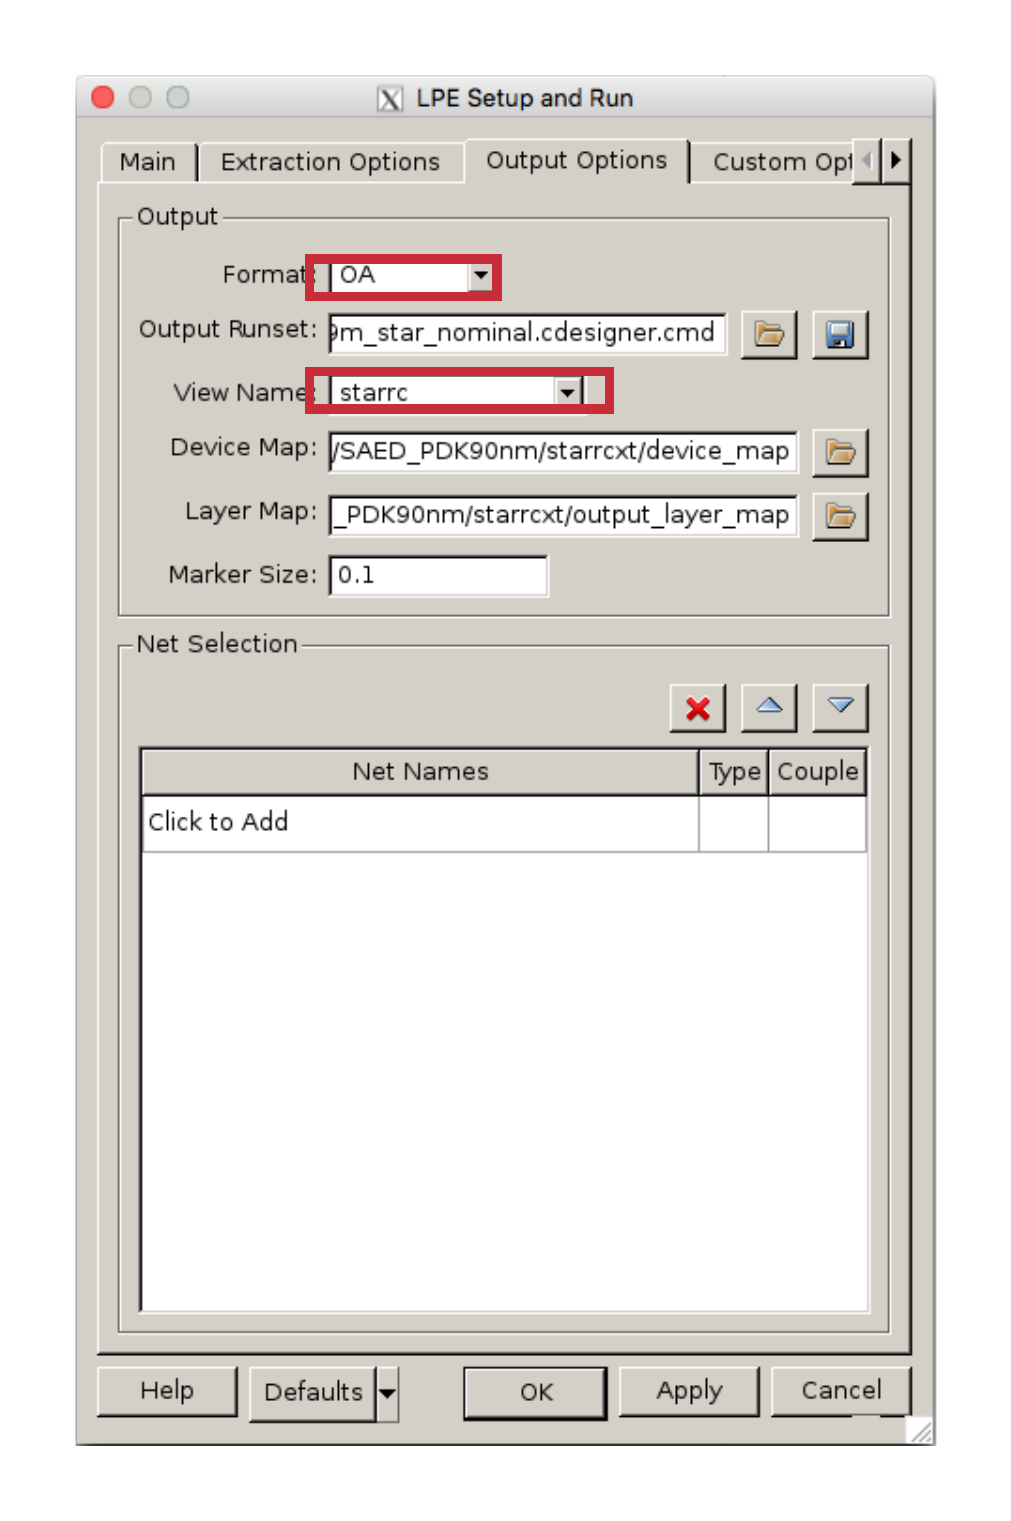 LPE Setup and Run
Main Extraction Options Output Options Custom Opt
Output
Format: OA
Output Runset: 9m_star_nominal.cdesigner.cmd
View Name: starrc
Device Map: /SAED_PDK90nm/starrcxt/device_map
Layer Map: _PDK90nm/starrcxt/output_layer_map
Marker Size: 0.1
Net Selection
Net Names Type Couple
Click to Add
Help Defaults OK Apply Cancel